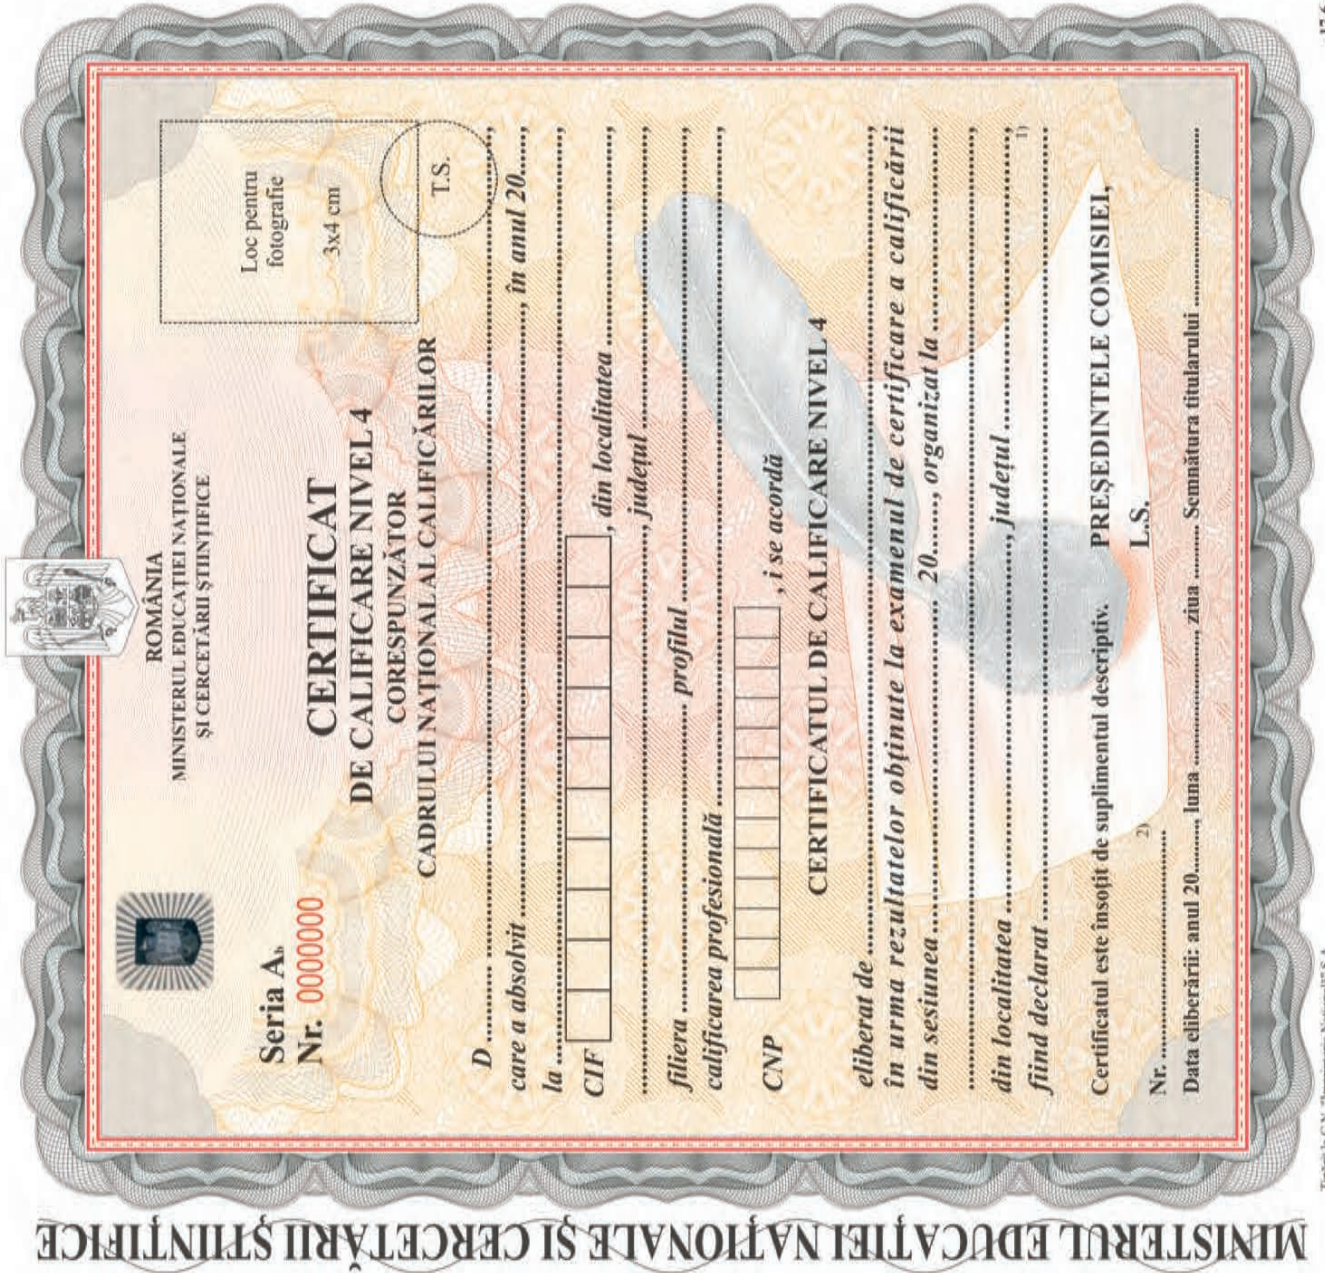 ROMÂNIA
MINISTERUL EDUCAȚIEI NAȚIONALE
ȘI CERCETĂRII ȘTIINȚIFICE
Loc pentru
fotografie
3x4 cm
T.S.
Seria A
Nr. 00000000
CERTIFICAT
DE CALIFICARE NIVEL 4
CORESPUNZĂTOR
CADRULUI NAȚIONAL AL CALIFICĂRILOR
D ........ ................................................,
care a absolvit ........................................, în anul 20......,
la ................................................................,
CIF , din localitatea ....................,
........................................, județul ....................,
filiera .................... profilul ....................,
calificarea profesională ........................................,
CNP , i se acordă
CERTIFICATUL DE CALIFICARE NIVEL 4
eliberat de ................................................,
în urma rezultatelor obținute la examenul de certificare a calificării
din sesiunea ........................................ 20......, organizat la ....................
................................................................,
din localitatea ........................................, județul ....................,
fiind declarat ................................................ 1)
Certificatul este însoțit de suplimentul descriptiv. PREȘEDINTELE COMISIEI,
L.S.
Nr. ........................ 2)
Data eliberării: anul 20......, luna ...................., ziua ........ Semnătura titularului ....................
MINISTERUL EDUCAȚIEI NAȚIONALE ȘI CERCETĂRII ȘTIINȚIFICE